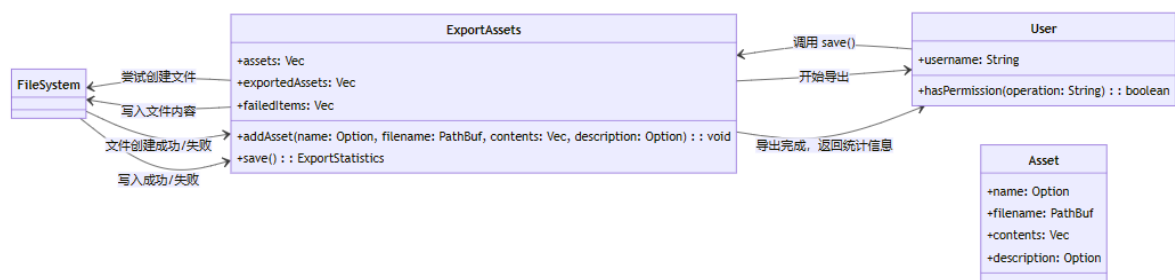 ExportAssets
+assets: Vec
+exportedAssets: Vec
+failedItems: Vec
+addAsset(name: Option, filename: PathBuf, contents: Vec, description: Option) : : void
+save() : : ExportStatistics
User
+username: String
+hasPermission(operation: String) : : boolean
FileSystem
Asset
+name: Option
+filename: PathBuf
+contents: Vec
+description: Option
调用 save()
开始导出
导出完成，返回统计信息
尝试创建文件
写入文件内容
文件创建成功/失败
写入成功/失败